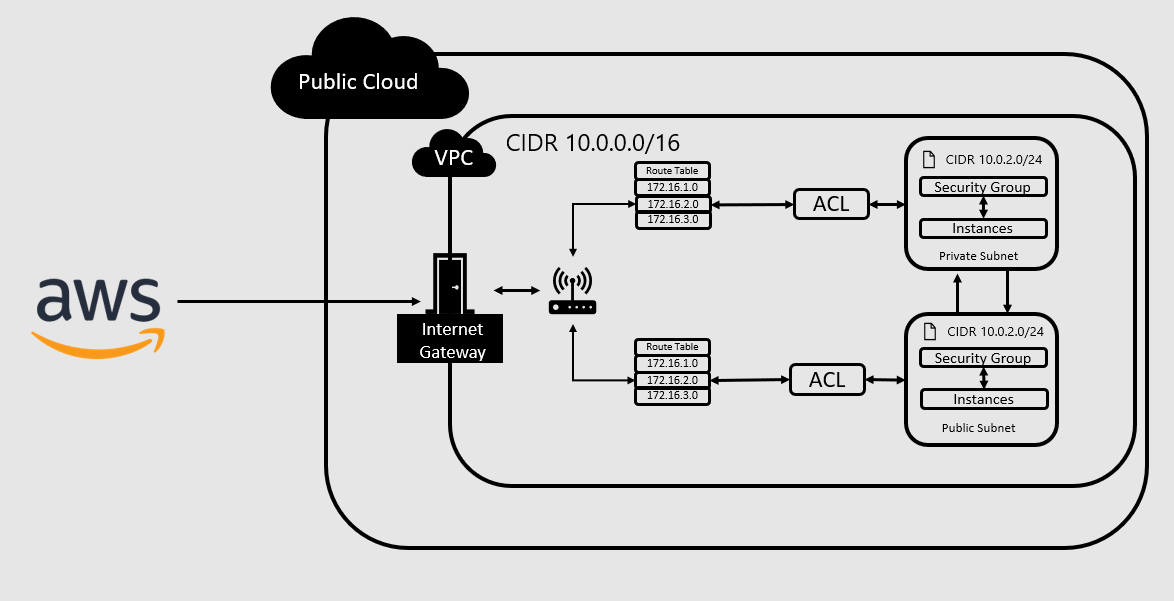 Public Cloud
VPC
CIDR 10.0.0.0/16
Route Table
172.16.1.0
172.16.2.0
172.16.3.0
ACL
CIDR 10.0.2.0/24
Security Group
Instances
Private Subnet
aws
Internet
Gateway
Route Table
172.16.1.0
172.16.2.0
172.16.3.0
ACL
CIDR 10.0.2.0/24
Security Group
Instances
Public Subnet